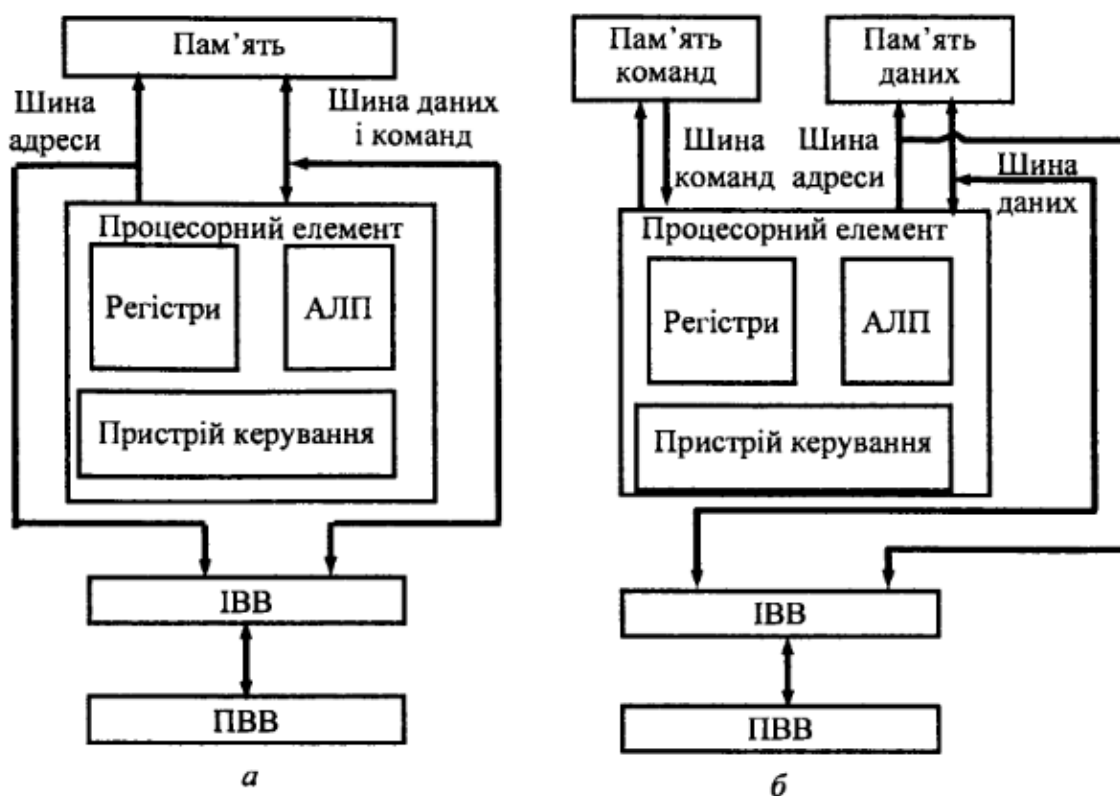 Пам’ять
Шина
адреси
Шина даних
і команд
Процесорний елемент
Регістри
АЛП
Пристрій керування
ІВВ
ПВВ
а
Пам’ять
команд
Пам’ять
даних
Шина
команд
Шина
адреси
Шина
даних
Процесорний елемент
Регістри
АЛП
Пристрій керування
ІВВ
ПВВ
б